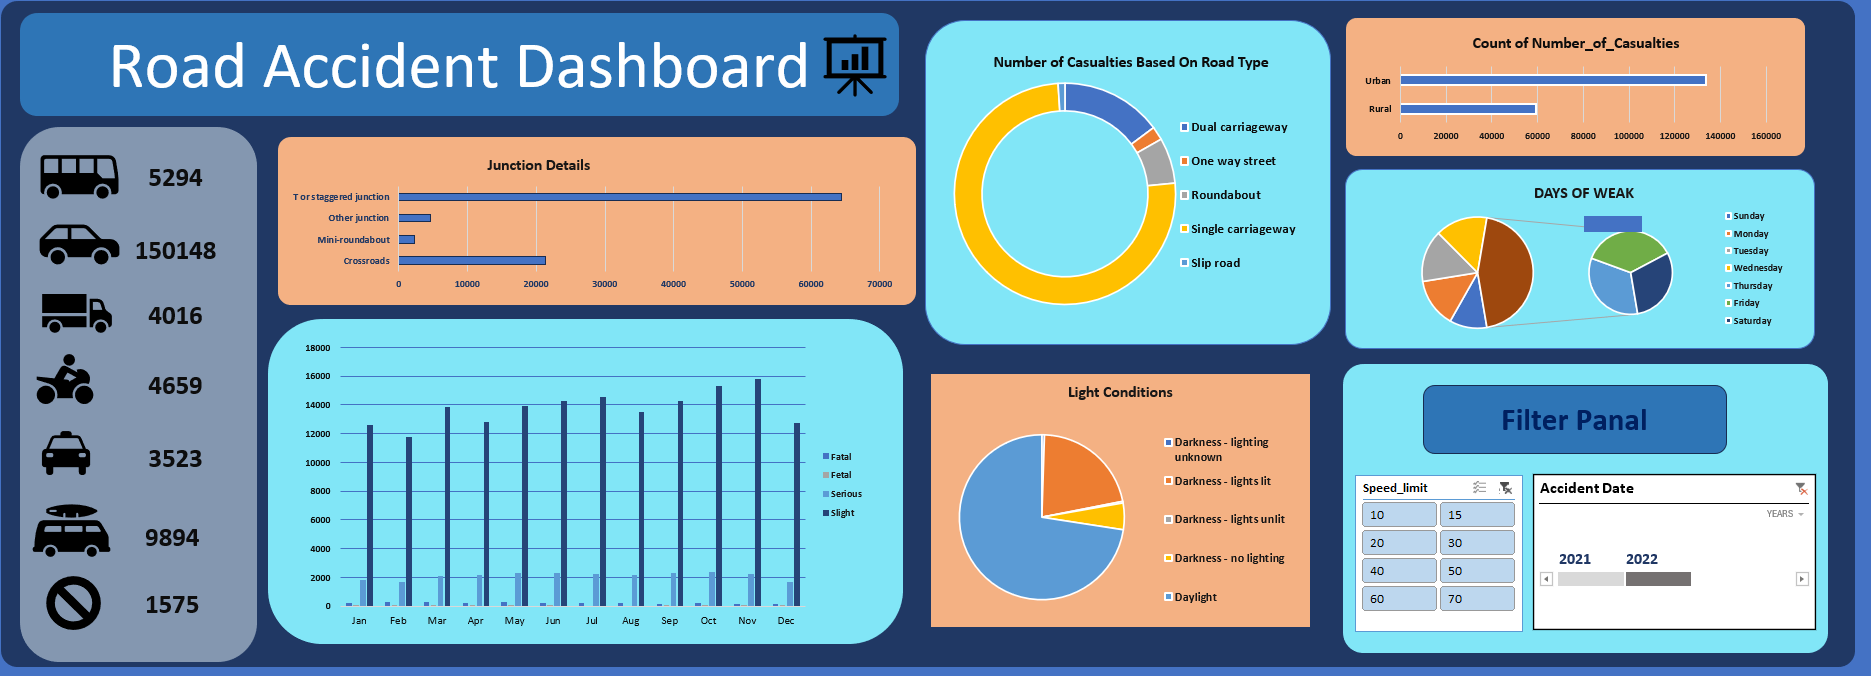 Road Accident Dashboard
5294
150148
4016
4659
3523
9894
1575
Junction Details
T or staggered junction
Other junction
Mini-roundabout
Crossroads
0 10000 20000 30000 40000 50000 60000 70000
18000
16000
14000
12000
10000
8000
6000
4000
2000
0
Jan Feb Mar Apr May Jun Jul Aug Sep Oct Nov Dec
Fatal
Fetal
Serious
Slight
Number of Casualties Based On Road Type
Dual carriageway
One way street
Roundabout
Single carriageway
Slip road
Light Conditions
Darkness - lighting
unknown
Darkness - lights lit
Darkness - lights unlit
Darkness - no lighting
Daylight
Count of Number_of_Casualties
Urban
Rural
0 20000 40000 60000 80000 100000 120000 140000 160000
DAYS OF WEAK
Sunday
Monday
Tuesday
Wednesday
Thursday
Friday
Saturday
Filter Panal
Speed_limit
10 15
20 30
40 50
60 70
Accident Date
YEARS
2021 2022